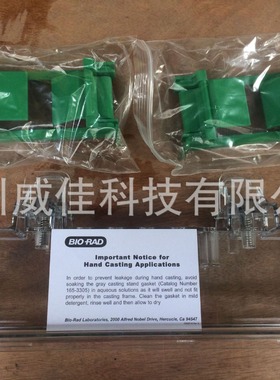 圳威佳科技有限
BIO-RAD
Important Notice for
Hand Casting Applications
In order to prevent leakage during hand casting, avoid
soaking the gray casting stand gasket (Catalog Number
165-3305) in aqueous solutions as it will swell and not fit
properly in the casting frame. Clean the gasket in mild
detergent, rinse well and then allow to dry
Bio-Rad Laboratories, 2000 Alfred Nobel Drive, Hercules, Ca 94547